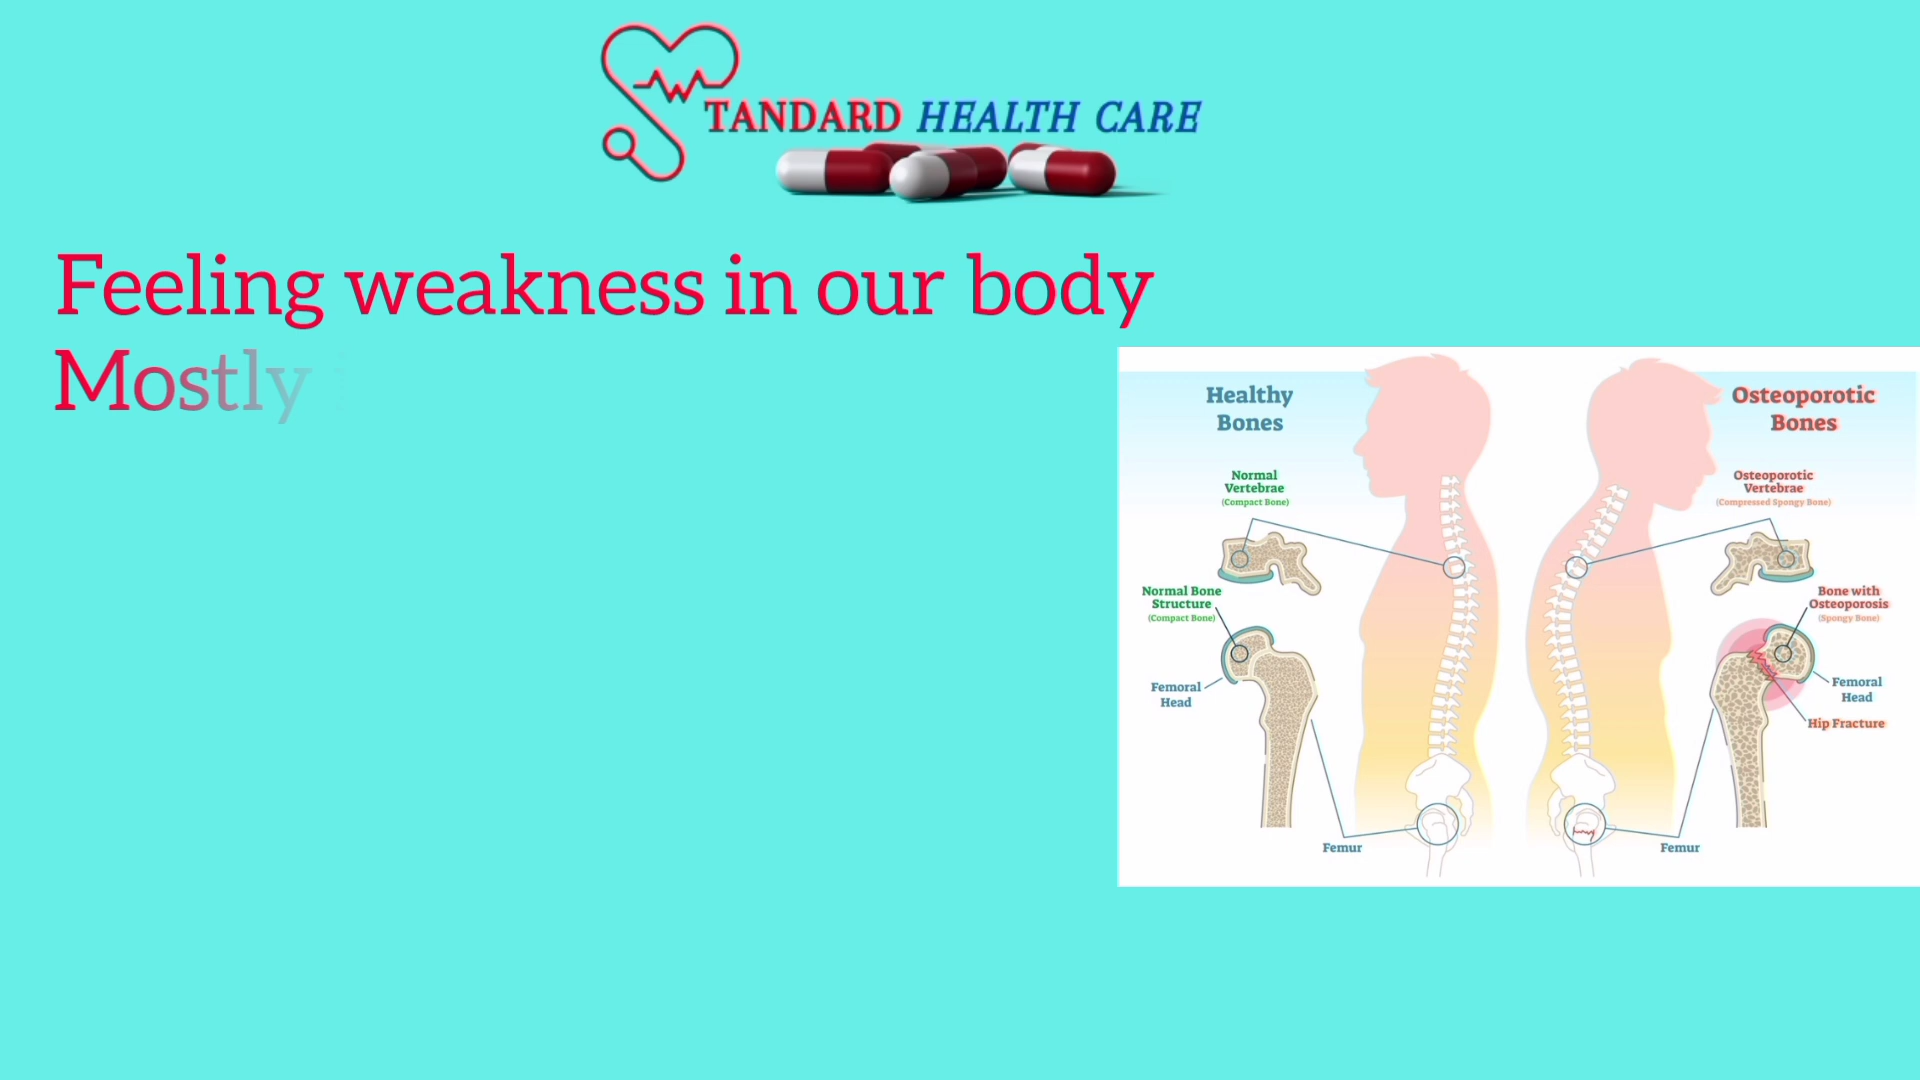 TANDARD HEALTH CARE
Feeling weakness in our body
Mostly
Healthy
Bones
Osteoporotic
Bones
Normal
Vertebrae
(Compact Bone)
Osteoporotic
Vertebrae
(Compressed Spongy Bone)
Normal Bone
Structure
(Compact Bone)
Bone with
Osteoporosis
(Spongy Bone)
Femoral
Head
Femoral
Head
Hip Fracture
Femur
Femur